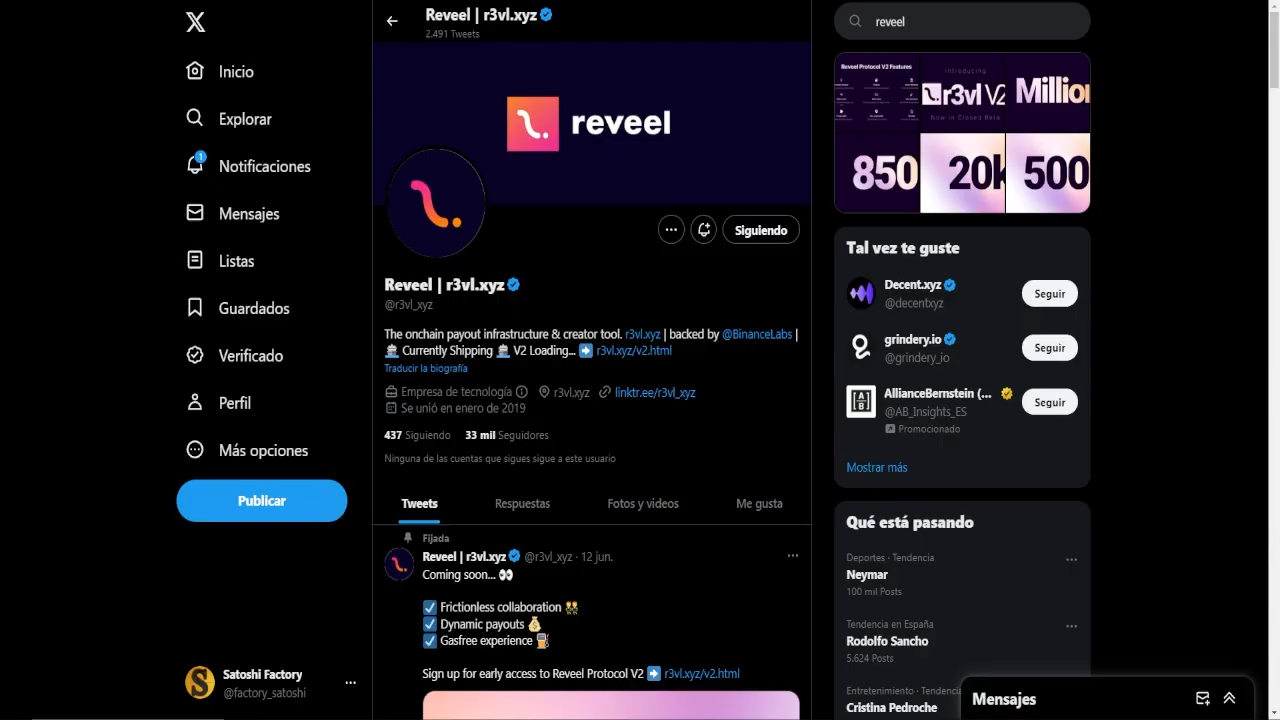 X
Inicio
Explorar
1
Notificaciones
Mensajes
Listas
Guardados
Verificado
Perfil
Más opciones
Publicar
Satoshi Factory
@factory_satoshi
Reveel | r3vl.xyz
2.491 Tweets
reveel
Siguiendo
Reveel | r3vl.xyz
@r3vl_xyz
The onchain payout infrastructure & creator tool. r3vl.xyz | backed by @BinanceLabs |
🚢 Currently Shipping 🚢 V2 Loading... ➡️ r3vl.xyz/v2.html
Traducir la biografía
Empresa de tecnología r3vl.xyz linktr.ee/r3vl_xyz
Se unió en enero de 2019
437 Siguiendo 33 mil Seguidores
Ninguna de las cuentas que sigues sigue a este usuario
Tweets Respuestas Fotos y videos Me gusta
Fijada
Reveel | r3vl.xyz @r3vl_xyz · 12 jun.
Coming soon... 👀
☑️ Frictionless collaboration 👯
☑️ Dynamic payouts 💰
☑️ Gasfree experience ⛽
Sign up for early access to Reveel Protocol V2 ➡️ r3vl.xyz/v2.html
reveel
Reveel Protocol V2 Features
Introducing
r3vl V2
Now in Closed Beta
Million
850
20k
500
Tal vez te guste
Decent.xyz
@decentxyz
Seguir
grindery.io
@grindery_io
Seguir
AllianceBernstein (...
@AB_Insights_ES
Promocionado
Seguir
Mostrar más
Qué está pasando
Deportes · Tendencia
Neymar
100 mil Posts
Tendencia en España
Rodolfo Sancho
5.624 Posts
Entretenimiento · Tendencia
Cristina Pedroche
Mensajes